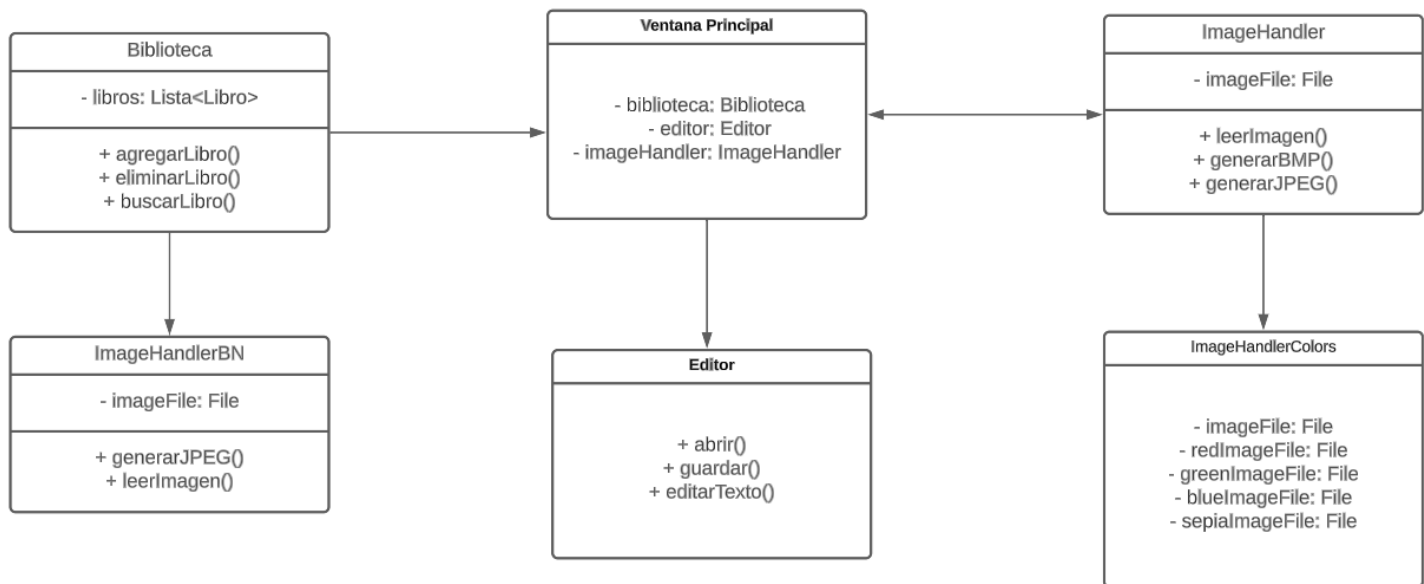 Biblioteca
- libros: Lista<Libro>
+ agregarLibro()
+ eliminarLibro()
+ buscarLibro()
Ventana Principal
- biblioteca: Biblioteca
- editor: Editor
- imageHandler: ImageHandler
ImageHandler
- imageFile: File
+ leerImagen()
+ generarBMP()
+ generarJPEG()
ImageHandlerBN
- imageFile: File
+ generarJPEG()
+ leerImagen()
Editor
+ abrir()
+ guardar()
+ editarTexto()
ImageHandlerColors
- imageFile: File
- redImageFile: File
- greenImageFile: File
- blueImageFile: File
- sepiaImageFile: File